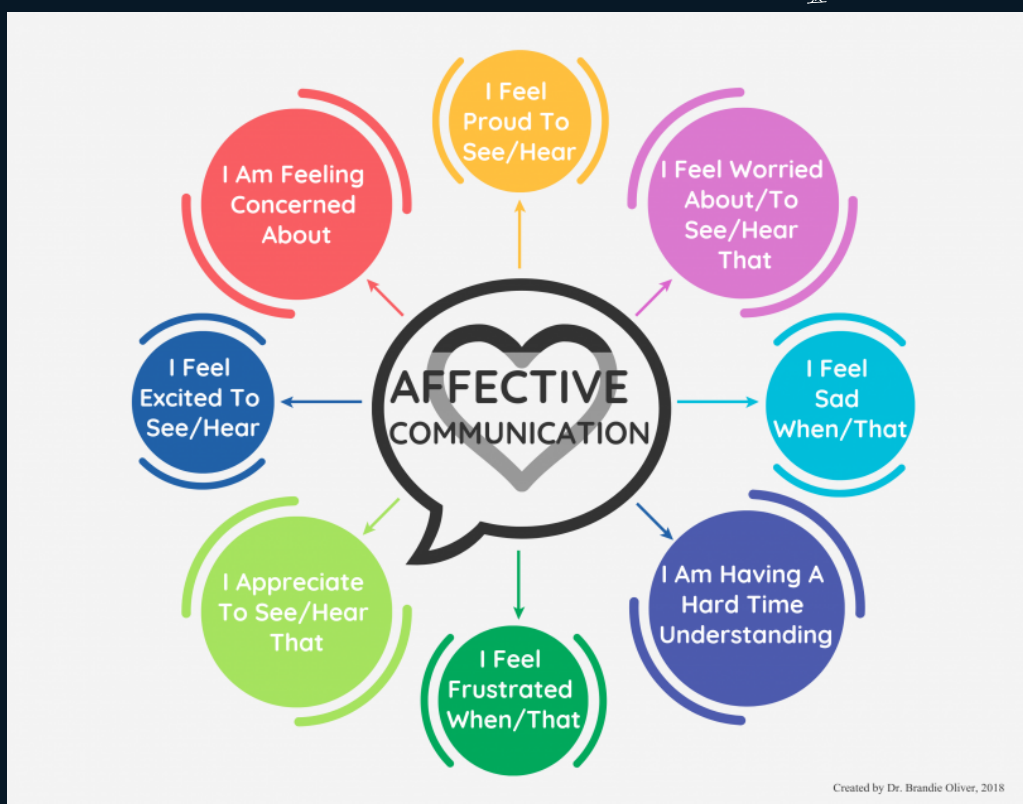 I Feel
Proud To
See/Hear
I Feel Worried
About/To
See/Hear
That
I Feel
Sad
When/That
I Am Having A
Hard Time
Understanding
I Feel
Frustrated
When/That
I Appreciate
To See/Hear
That
I Feel
Excited To
See/Hear
I Am Feeling
Concerned
About
AFFECTIVE
COMMUNICATION
Created by Dr. Brandie Oliver, 2018